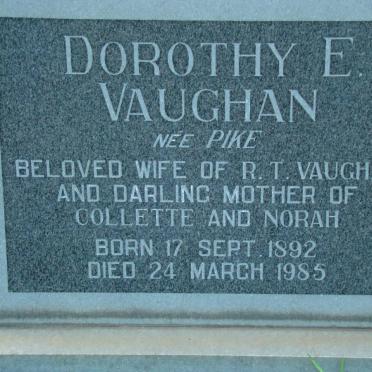 DOROTHY E.
VAUGHAN
NÉE PIKE
BELOVED WIFE OF R.T. VAUGH
AND DARLING MOTHER OF
COLLETTE AND NORAH
BORN 17 SEPT. 1892
DIED 24 MARCH 1985